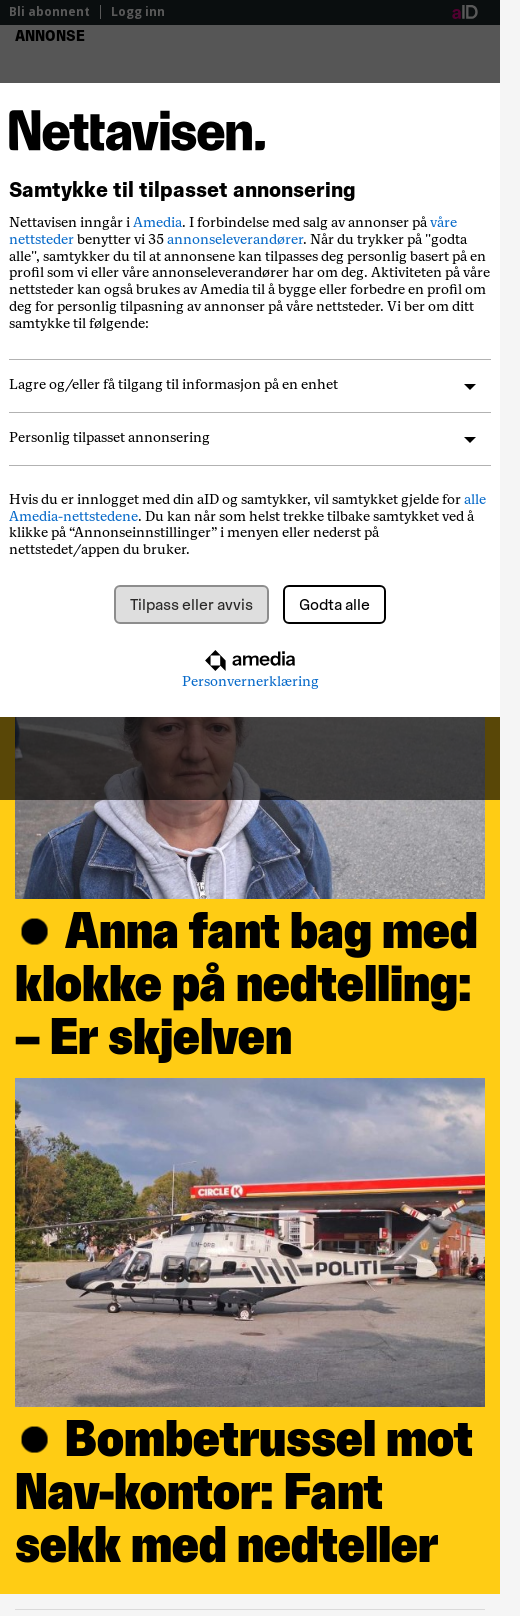 Bli abonnent | Logg inn
aID
ANNONSE
Nettavisen.
Samtykke til tilpasset annonsering
Nettavisen inngår i Amedia. I forbindelse med salg av annonser på våre
nettsteder benytter vi 35 annonseleverandører. Når du trykker på "godta
alle", samtykker du til at annonsene kan tilpasses deg personlig basert på en
profil som vi eller våre annonseleverandører har om deg. Aktiviteten på våre
nettsteder kan også brukes av Amedia til å bygge eller forbedre en profil om
deg for personlig tilpasning av annonser på våre nettsteder. Vi ber om ditt
samtykke til følgende:
Lagre og/eller få tilgang til informasjon på en enhet
Personlig tilpasset annonsering
Hvis du er innlogget med din aID og samtykker, vil samtykket gjelde for alle
Amedia-nettstedene. Du kan når som helst trekke tilbake samtykket ved å
klikke på “Annonseinnstillinger” i menyen eller nederst på
nettstedet/appen du bruker.
Tilpass eller avvis
Godta alle
amedia
Personvernerklæring
Anna fant bag med
klokke på nedtelling:
– Er skjelven
CIRCLE K
POLITI
Bombetrussel mot
Nav-kontor: Fant
sekk med nedteller